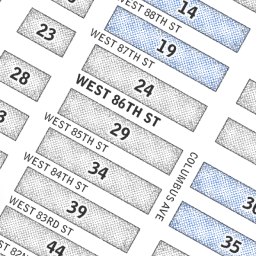 14
WEST 88TH ST
23
19
WEST 87TH ST
28
24
WEST 86TH ST
29
WEST 85TH ST
34
COLUMBUS AVE
WEST 84TH ST
39
WEST 83RD ST
35
44